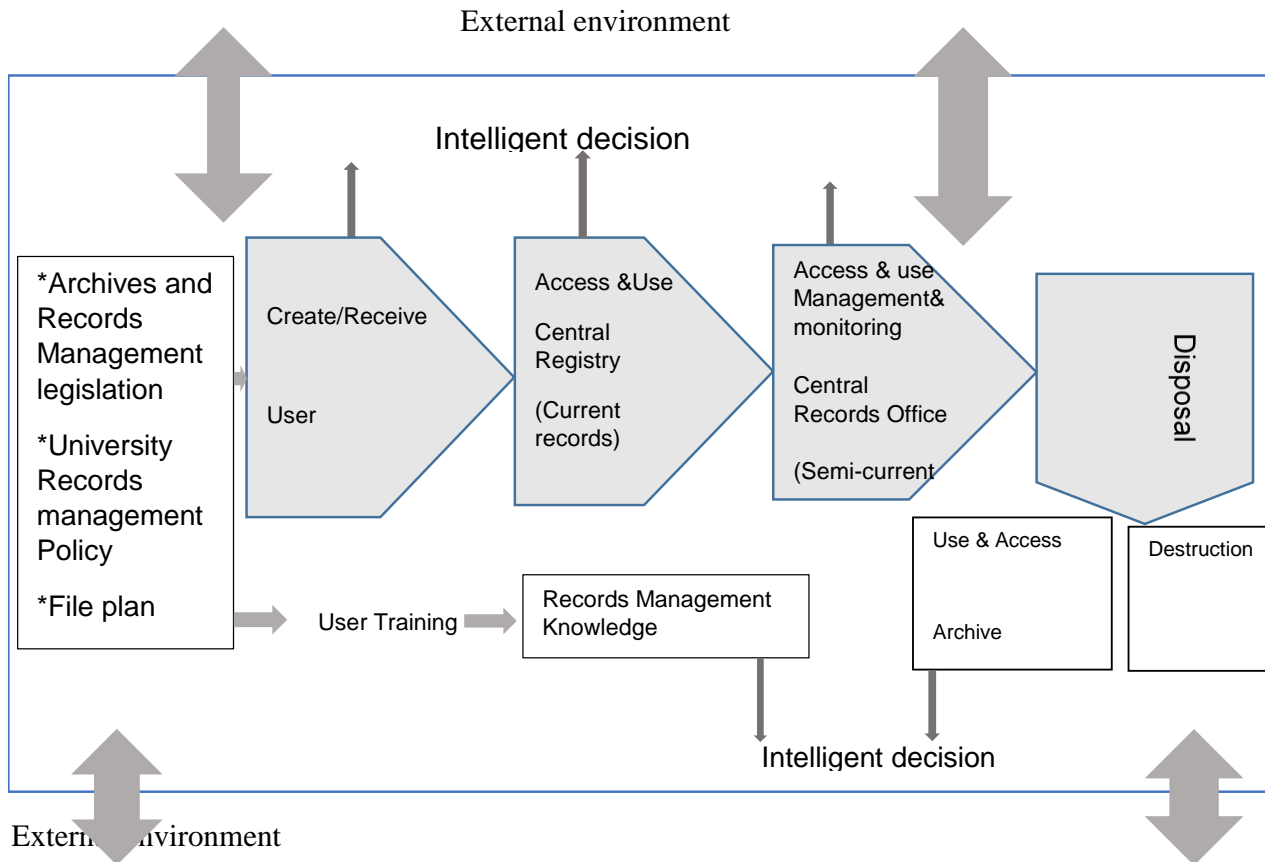 External environment
Intelligent decision
*Archives and
Records
Management
legislation
*University
Records
management
Policy
*File plan
Create/Receive
User
Access &Use
Central
Registry
(Current
records)
Access & use
Management&
monitoring
Central
Records Office
(Semi-current
Disposal
Use & Access
Archive
Destruction
User Training
Records Management
Knowledge
Intelligent decision
External environment